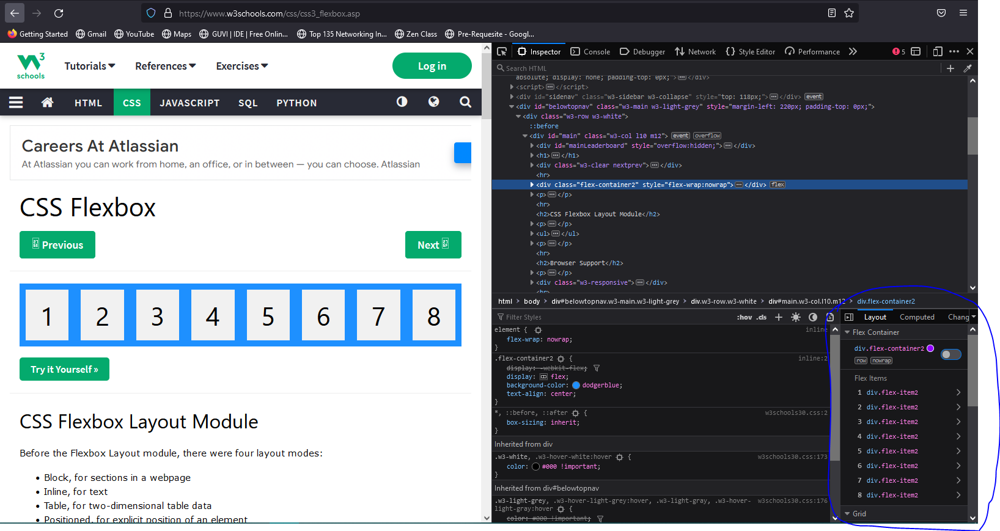 https://www.w3schools.com/css/css3_flexbox.asp
Getting Started Gmail YouTube Maps GUVI | IDE | Free Onlin... Top 135 Networking In... Zen Class Pre-Requesite - Googl...
W3
schools
Tutorials References Exercises Log in
HTML CSS JAVASCRIPT SQL PYTHON
Careers At Atlassian
At Atlassian you can work from home, an office, or in between — you can choose. Atlassian
CSS Flexbox
Previous Next
1 2 3 4 5 6 7 8
Try it Yourself »
CSS Flexbox Layout Module
Before the Flexbox Layout module, there were four layout modes:
• Block, for sections in a webpage
• Inline, for text
• Table, for two-dimensional table data
• Positioned, for explicit position of an element
Inspector Console Debugger Network Style Editor Performance 5
Search HTML
absolute; display: none; padding-top: 0px;"></div>
<script></script>
<div id="sidenav" class="w3-sidebar w3-collapse" style="top: 118px;"></div> event
<div id="belowtopnav" class="w3-main w3-light-grey" style="margin-left: 220px; padding-top: 0px;">
<div class="w3-row w3-white">
::before
<div id="main" class="w3-col l10 m12"> event overflow
<div id="mainLeaderboard" style="overflow:hidden;"></div>
<h1></h1>
<div class="w3-clear nextprev"></div>
<hr>
<div class="flex-container2" style="flex-wrap:nowrap"></div> flex
<p></p>
<hr>
<h2>CSS Flexbox Layout Module</h2>
<p></p>
<ul></ul>
<p></p>
<hr>
<h2>Browser Support</h2>
<p></p>
<div class="w3-responsive"></div>
<hr>
html body div#belowtopnav.w3-main.w3-light-grey div.w3-row.w3-white div#main.w3-col.l10.m12 div.flex-container2
Filter Styles :hov .cls
element { inline
flex-wrap: nowrap;
}
.flex-container2 { inline:2
display: -webkit-flex;
display: flex;
background-color: dodgerblue;
text-align: center;
}
*, ::before, ::after { w3schools30.css:2
box-sizing: inherit;
}
Inherited from div
.w3-white, .w3-hover-white:hover { w3schools30.css:173
color: #000 !important;
}
Inherited from div#belowtopnav
.w3-light-grey, .w3-hover-light-grey:hover, .w3-light-gray, .w3-hover- w3schools30.css:176
light-gray:hover {
color: #000 !important;
Layout Computed Chang
Flex Container
div.flex-container2
row nowrap
Flex Items
1 div.flex-item2
2 div.flex-item2
3 div.flex-item2
4 div.flex-item2
5 div.flex-item2
6 div.flex-item2
7 div.flex-item2
8 div.flex-item2
Grid